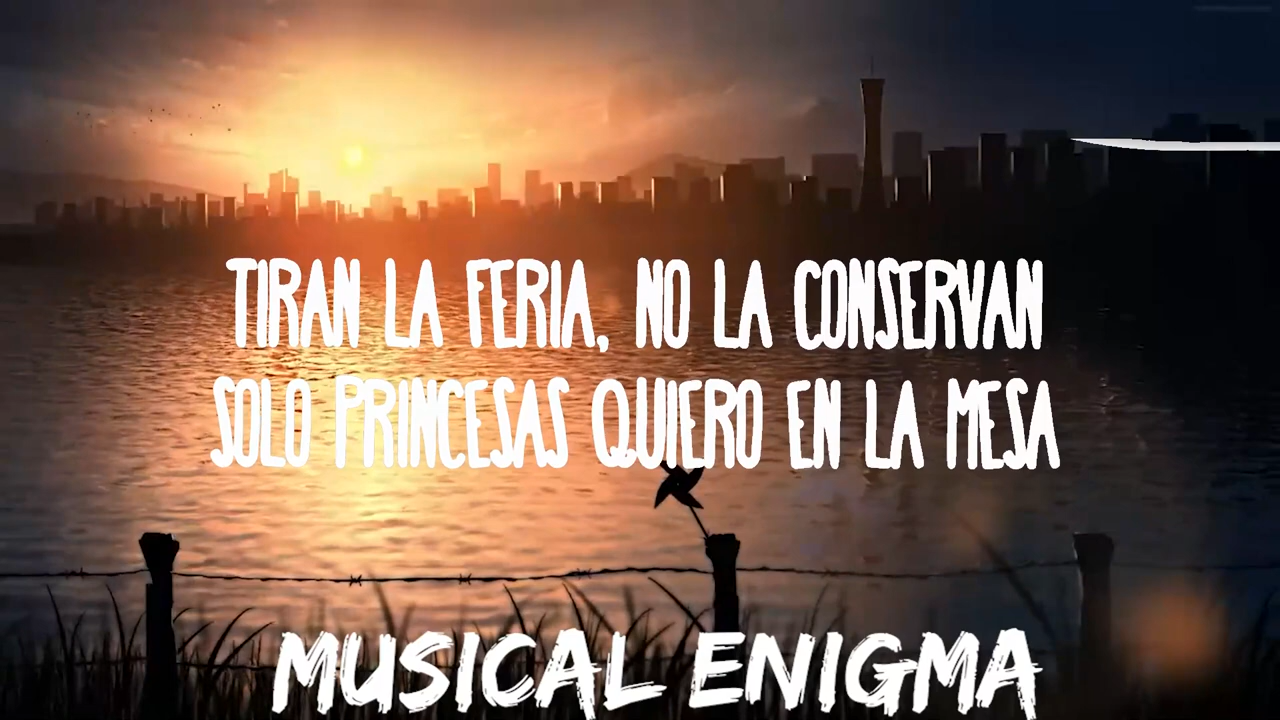 TIRAN LA FERIA, NO LA CONSERVAN
SOLO PRINCESAS QUIERO EN LA MESA
MUSICAL ENIGMA